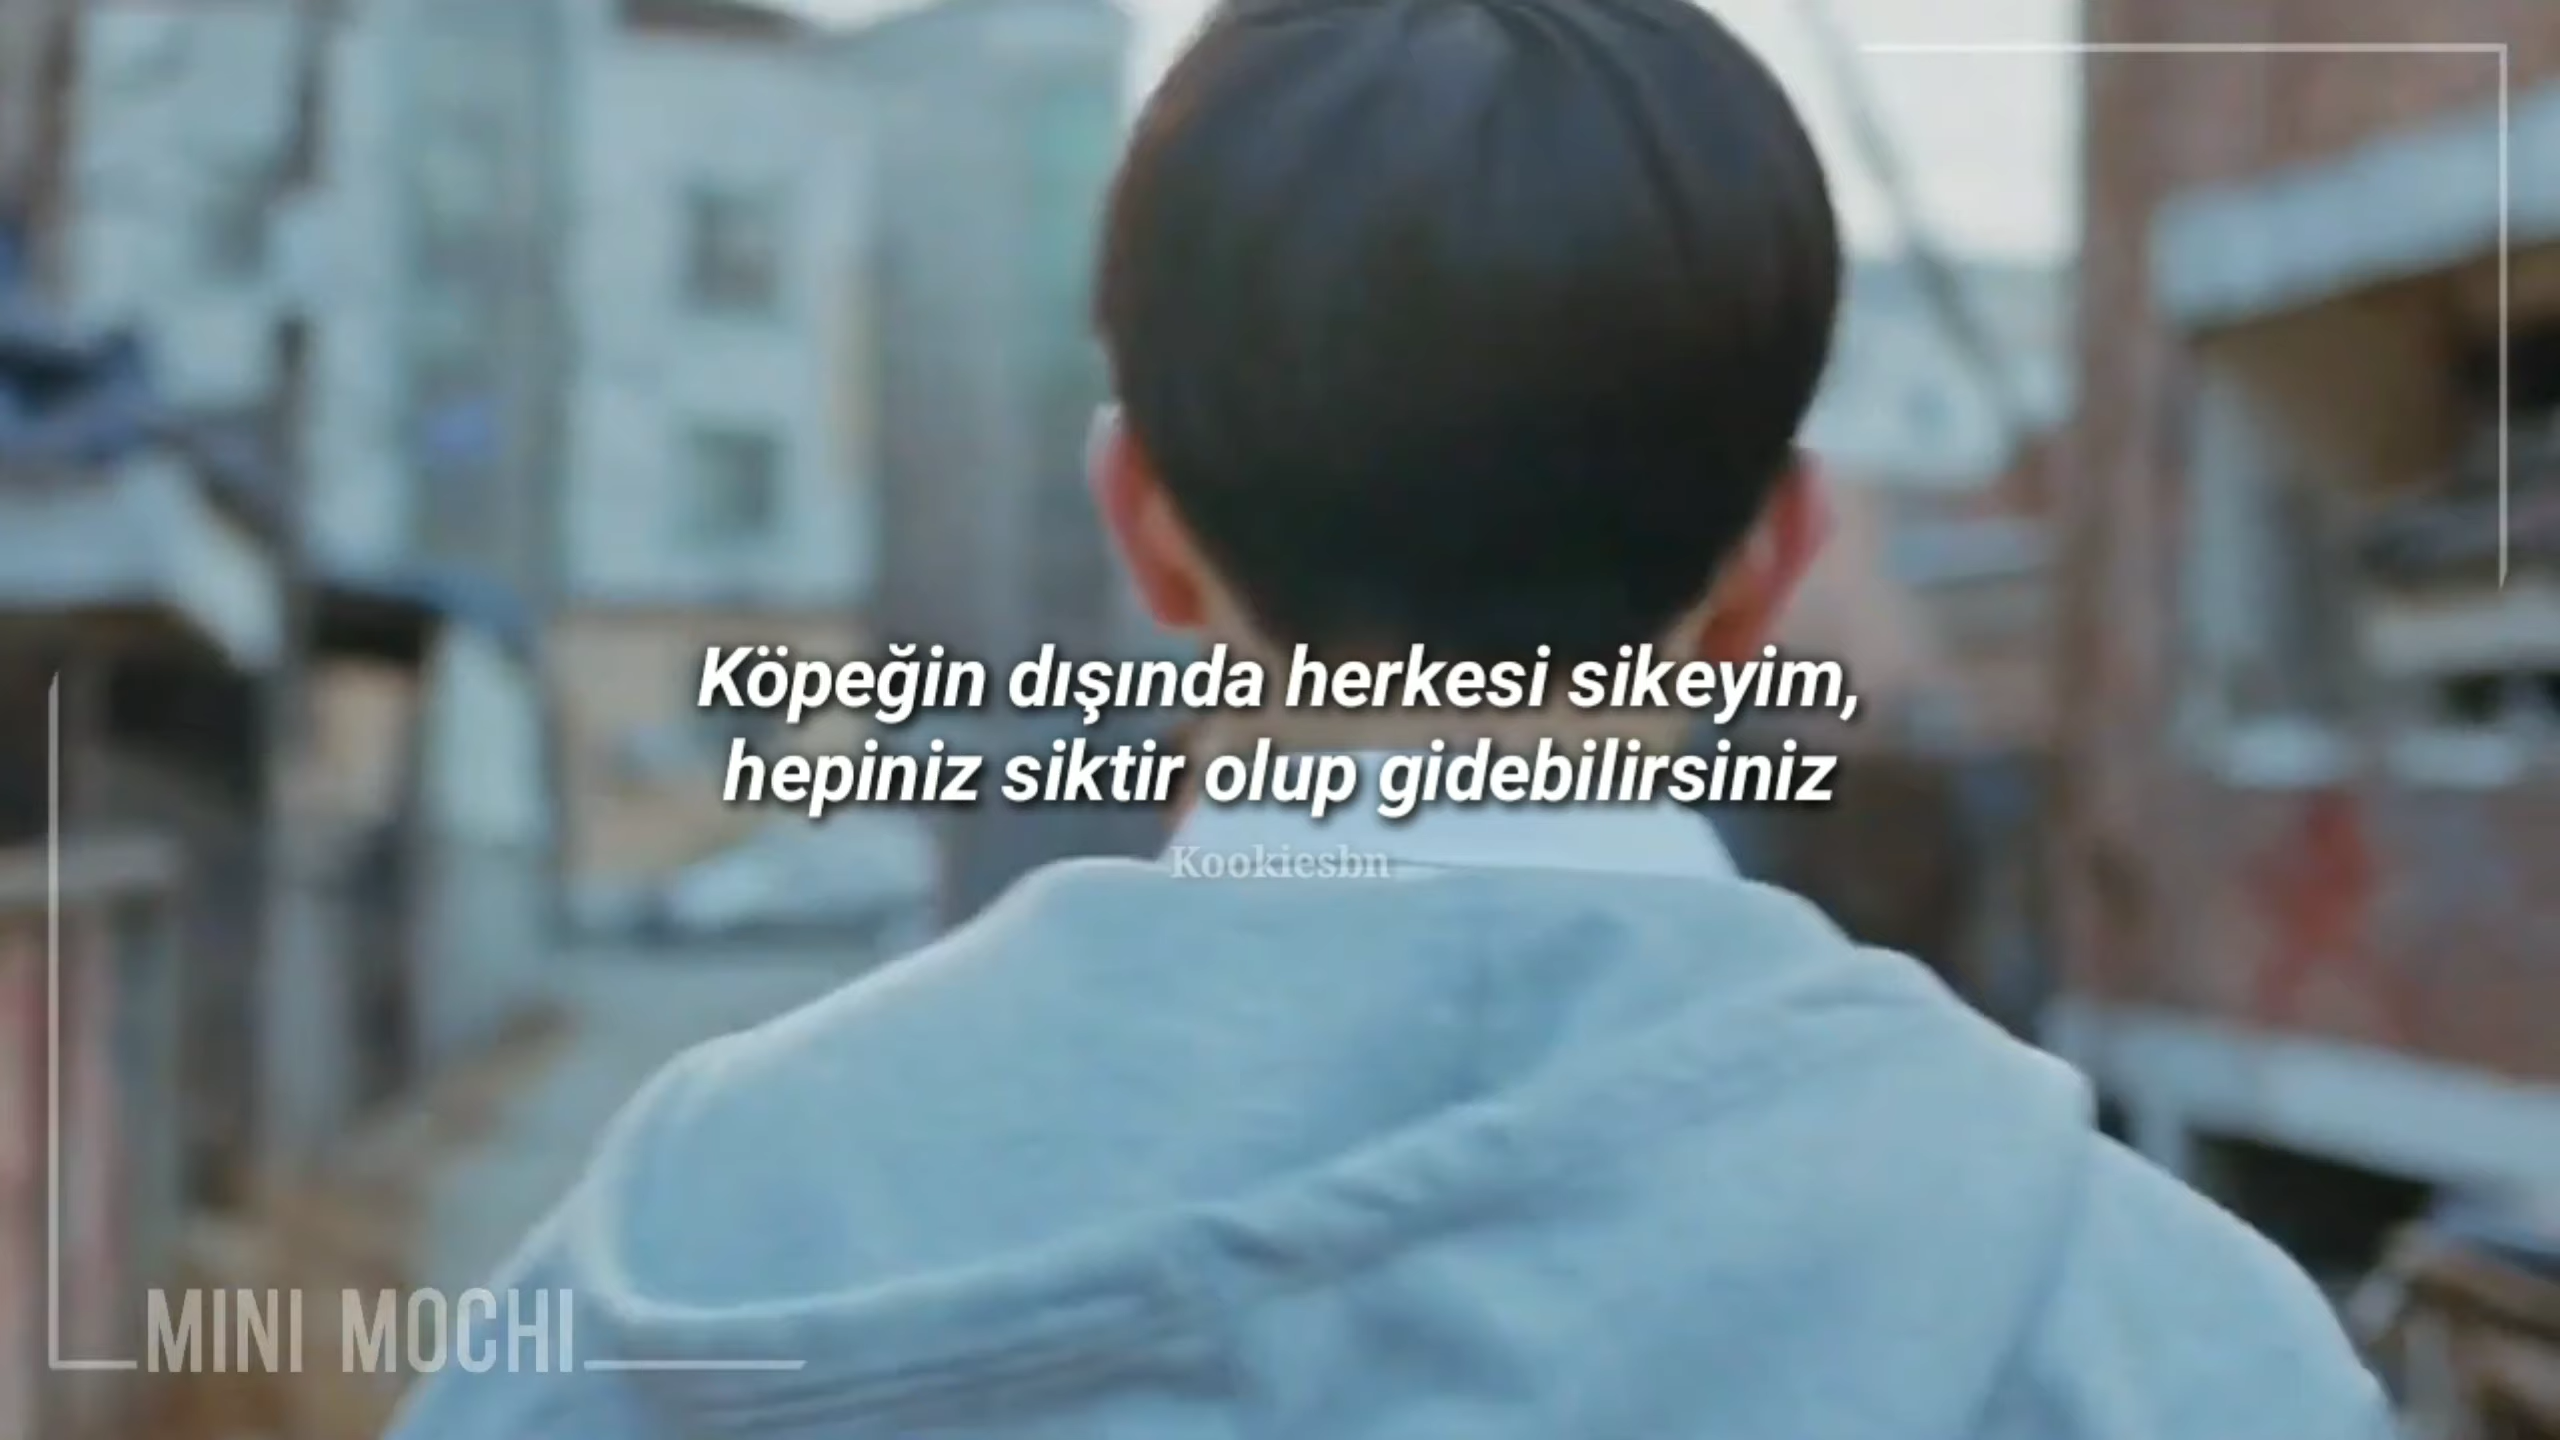 Köpeğin dışında herkesi sikeyim,
hepiniz siktir olup gidebilirsiniz
Kookiesbn
MINI MOCHI